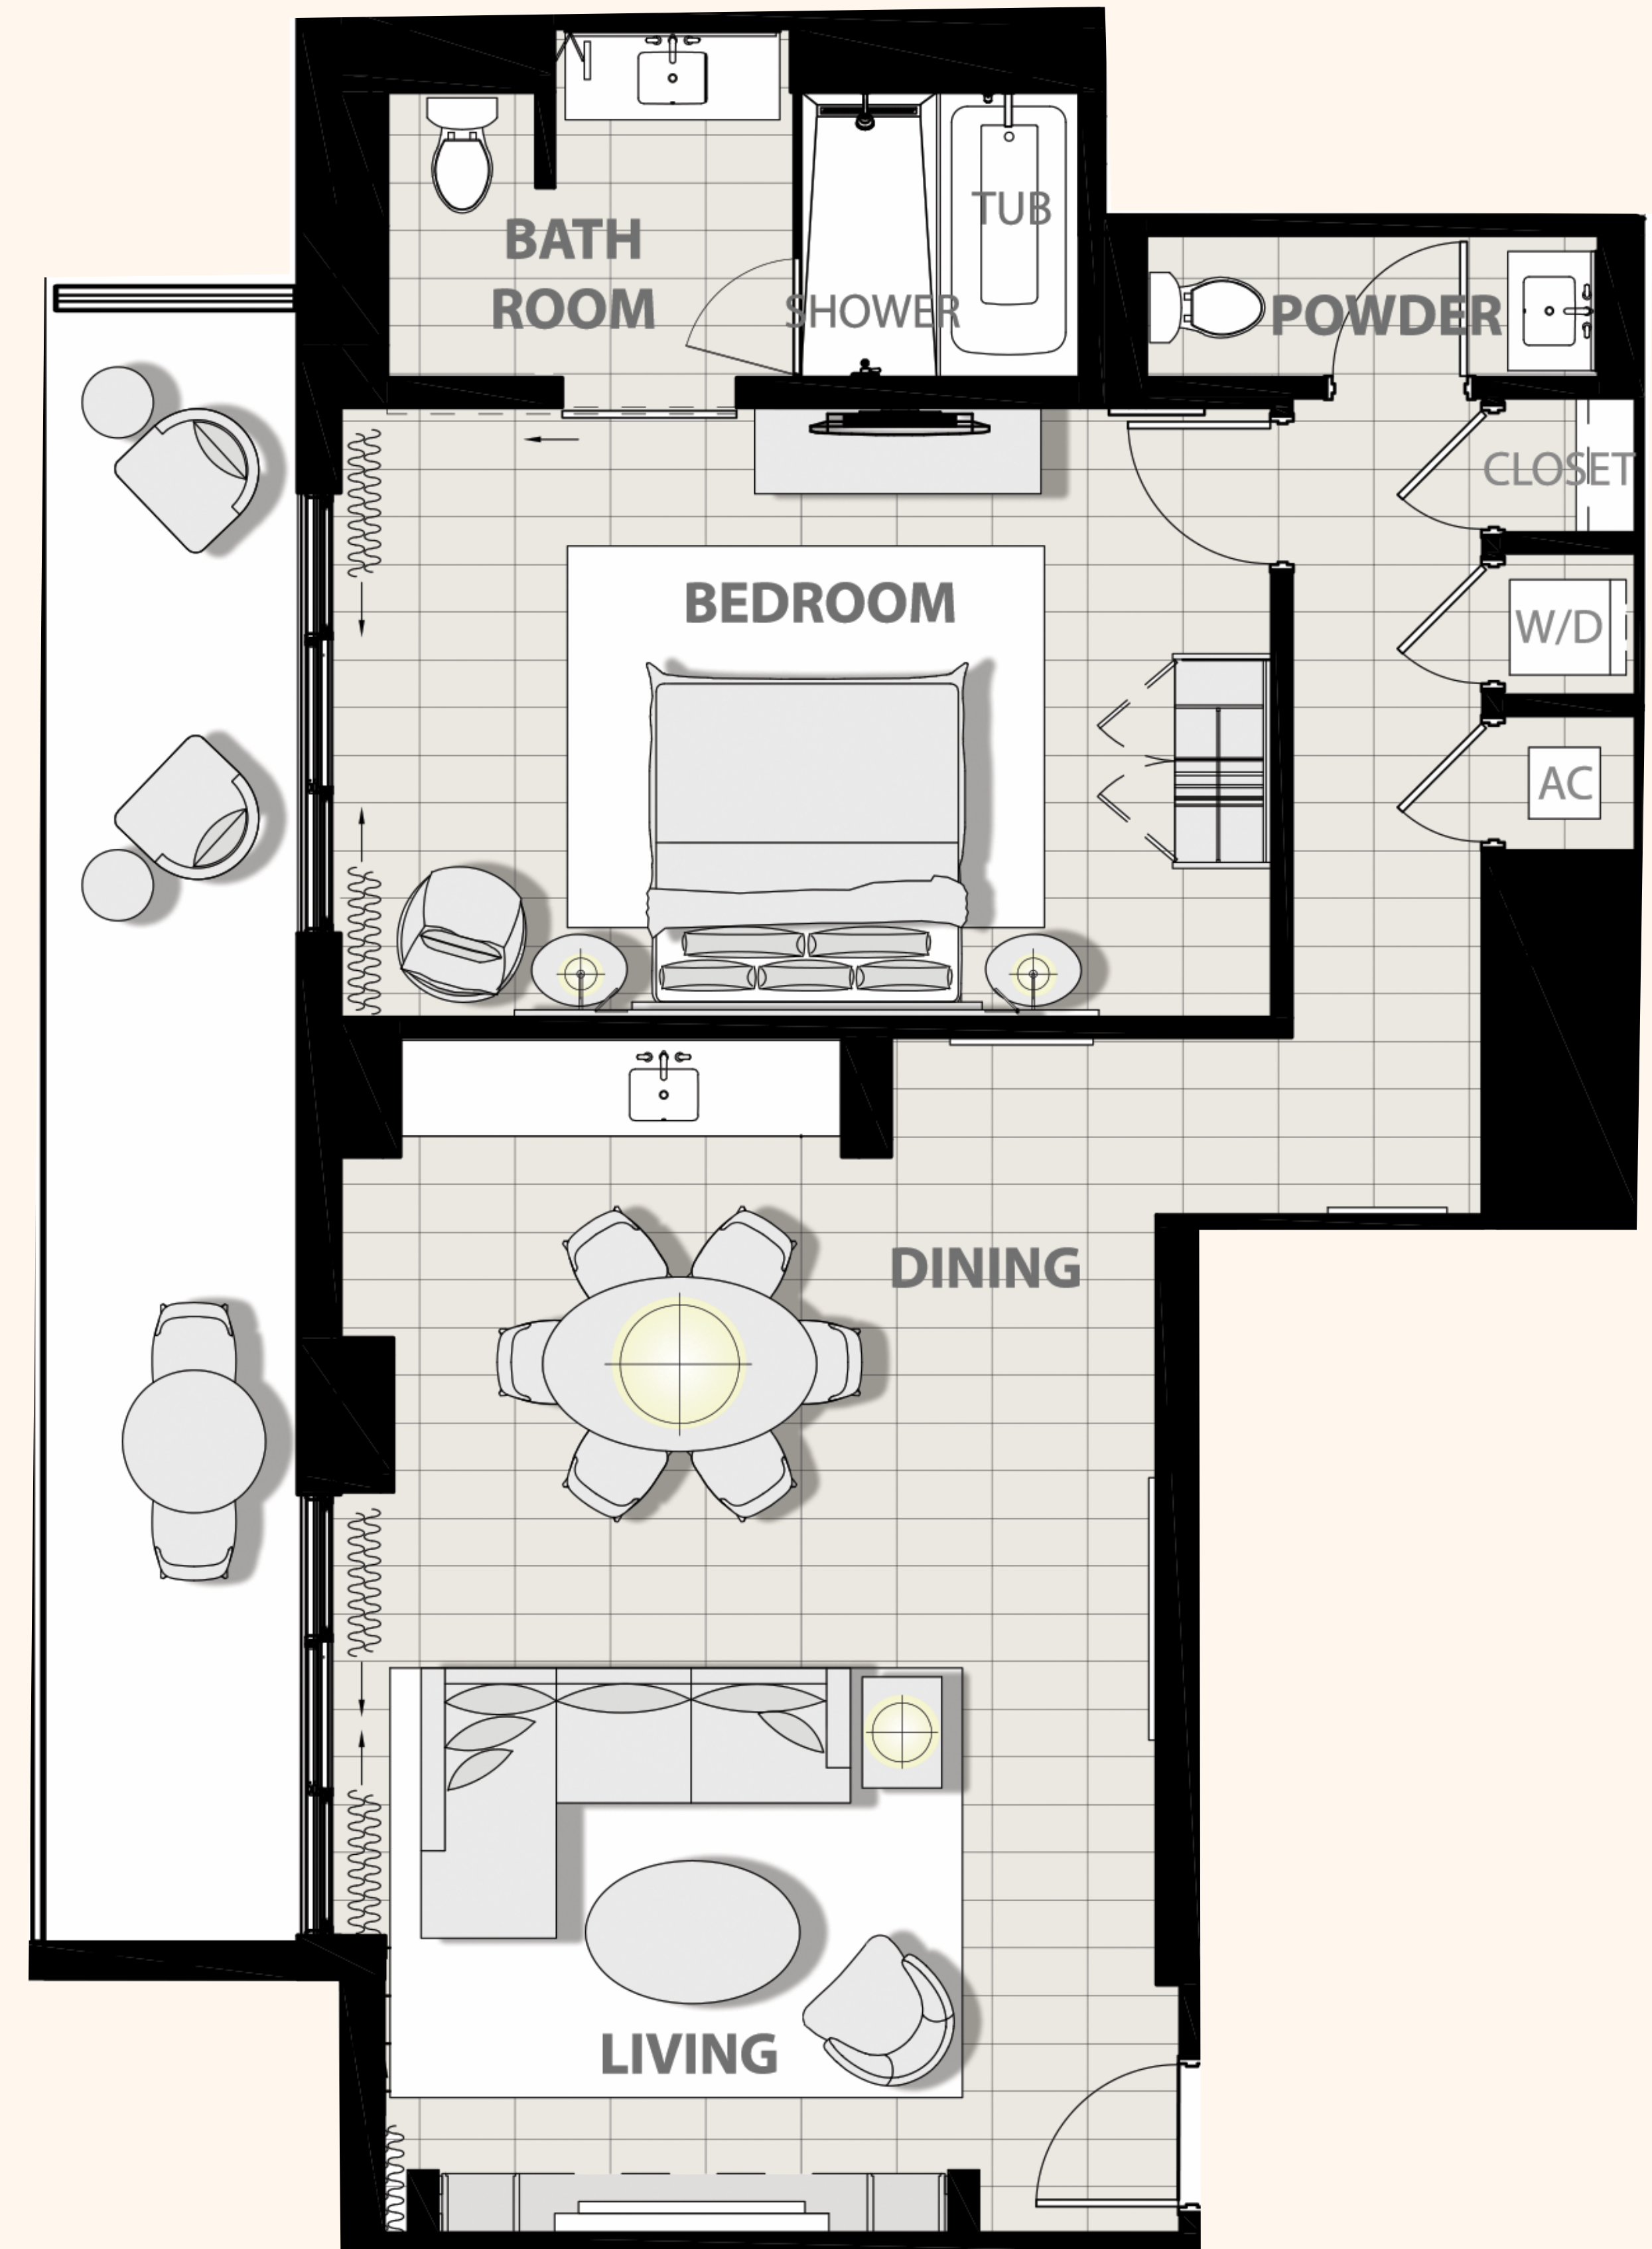 TUB
BATH
ROOM
SHOWER
POWDER
CLOSET
BEDROOM
W/D
AC
DINING
LIVING